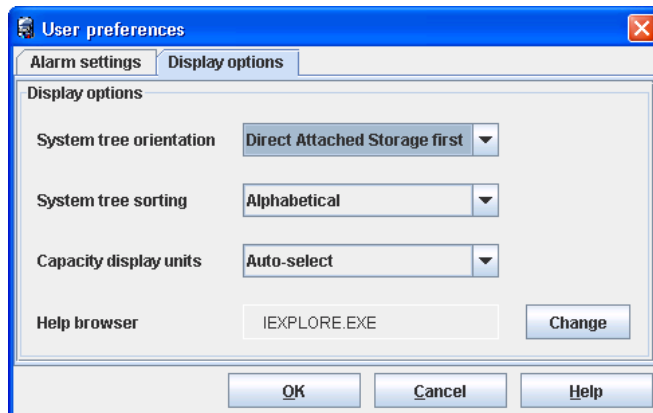 User preferences
Alarm settings Display options
Display options
System tree orientation Direct Attached Storage first
System tree sorting Alphabetical
Capacity display units Auto-select
Help browser IEXPLORE.EXE Change
OK Cancel Help